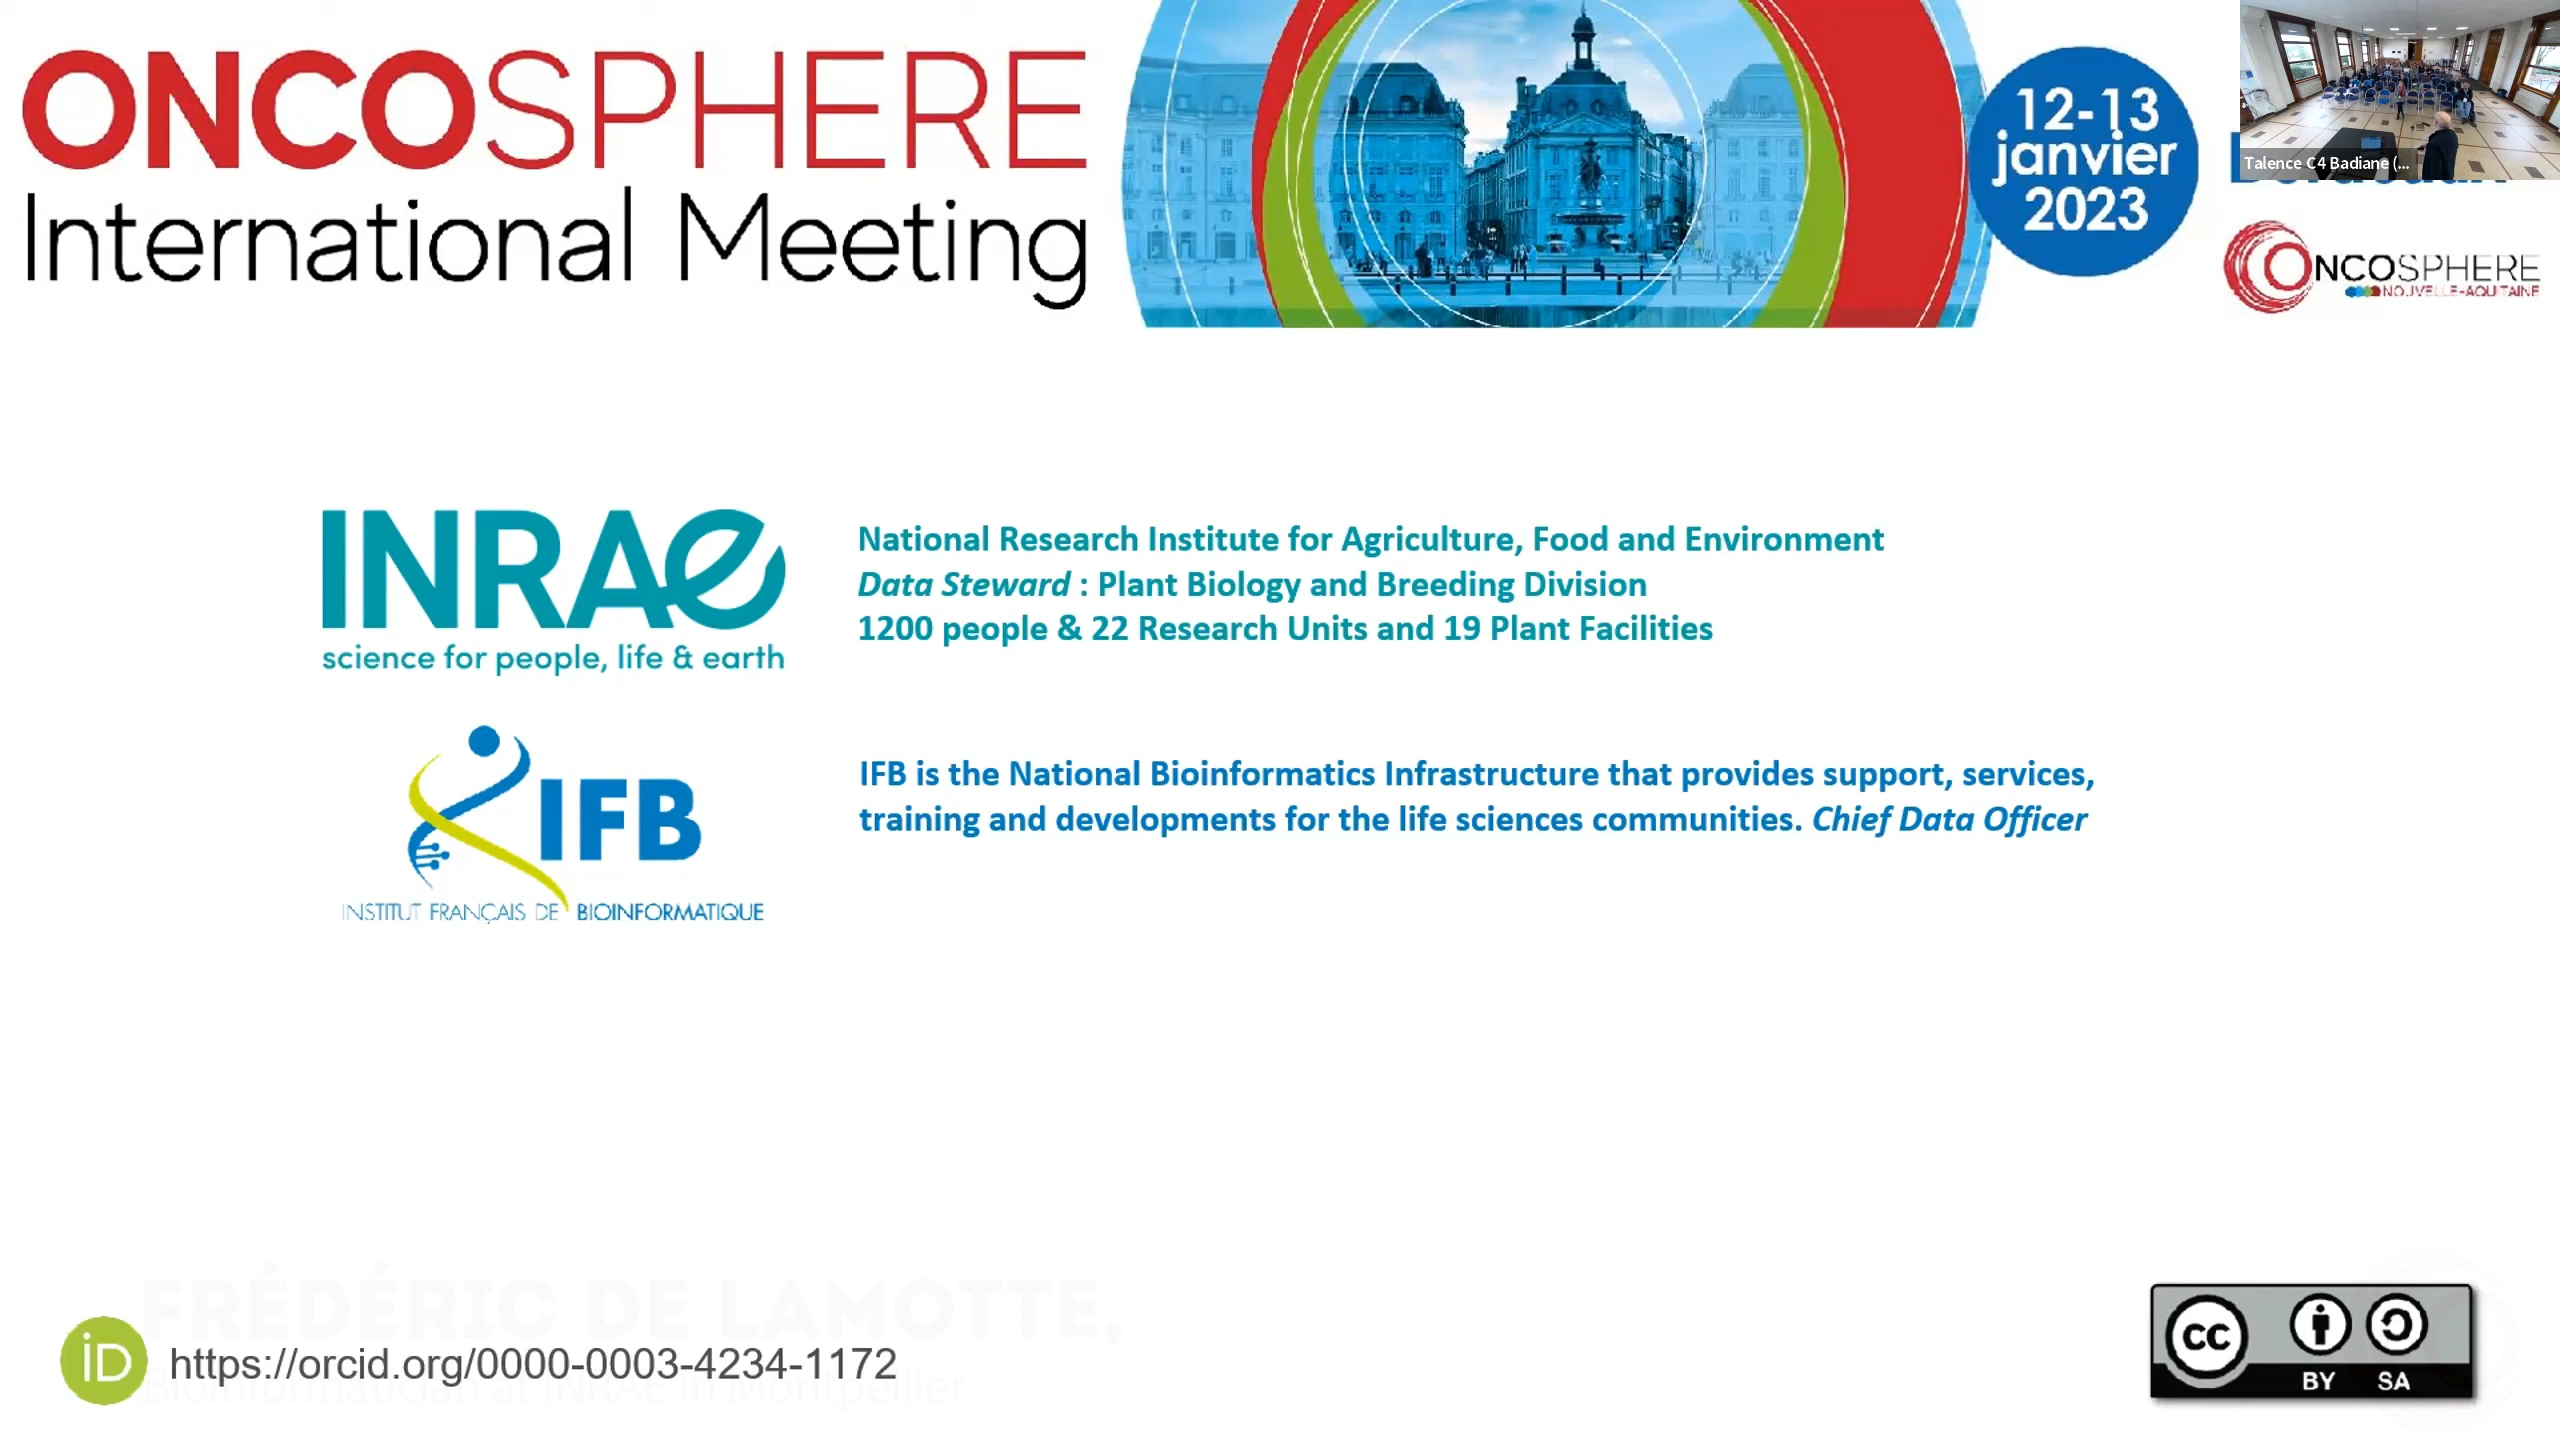 ONCOSPHERE
International Meeting
12-13
janvier
2023
Talence C4 Badiane (...
ONCOSPHERE
NOUVELLE-AQUITAINE
INRAE
science for people, life & earth
National Research Institute for Agriculture, Food and Environment
Data Steward : Plant Biology and Breeding Division
1200 people & 22 Research Units and 19 Plant Facilities
IFB
INSTITUT FRANÇAIS DE BIOINFORMATIQUE
IFB is the National Bioinformatics Infrastructure that provides support, services,
training and developments for the life sciences communities. Chief Data Officer
FRÉDÉRIC DE LAMOTTE,
iD https://orcid.org/0000-0003-4234-1172
Bioinformatician at INRAE in Montpellier
cc
BY SA